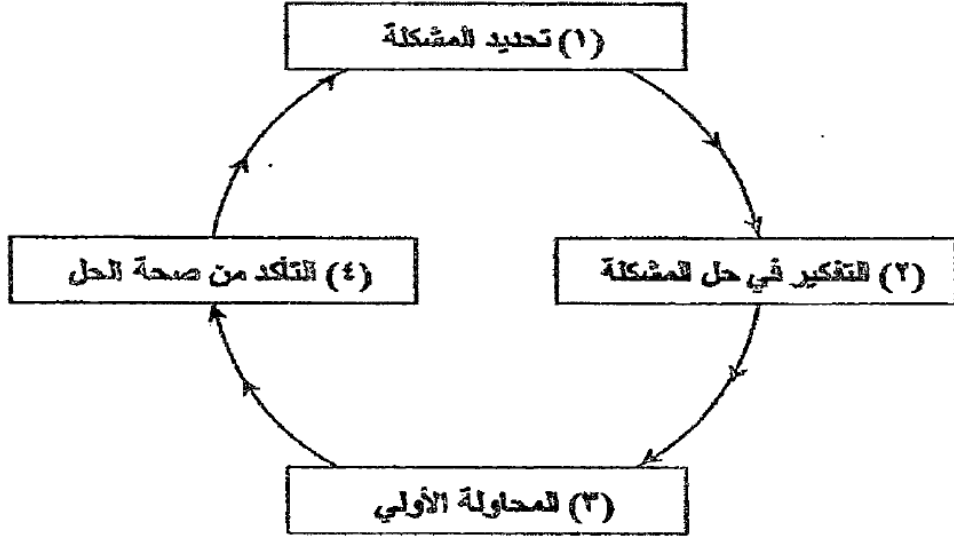 (١) تحديد المشكلة
(٢) التفكير في حل المشكلة
(٣) المحاولة الأولي
(٤) التأكد من صحة الحل